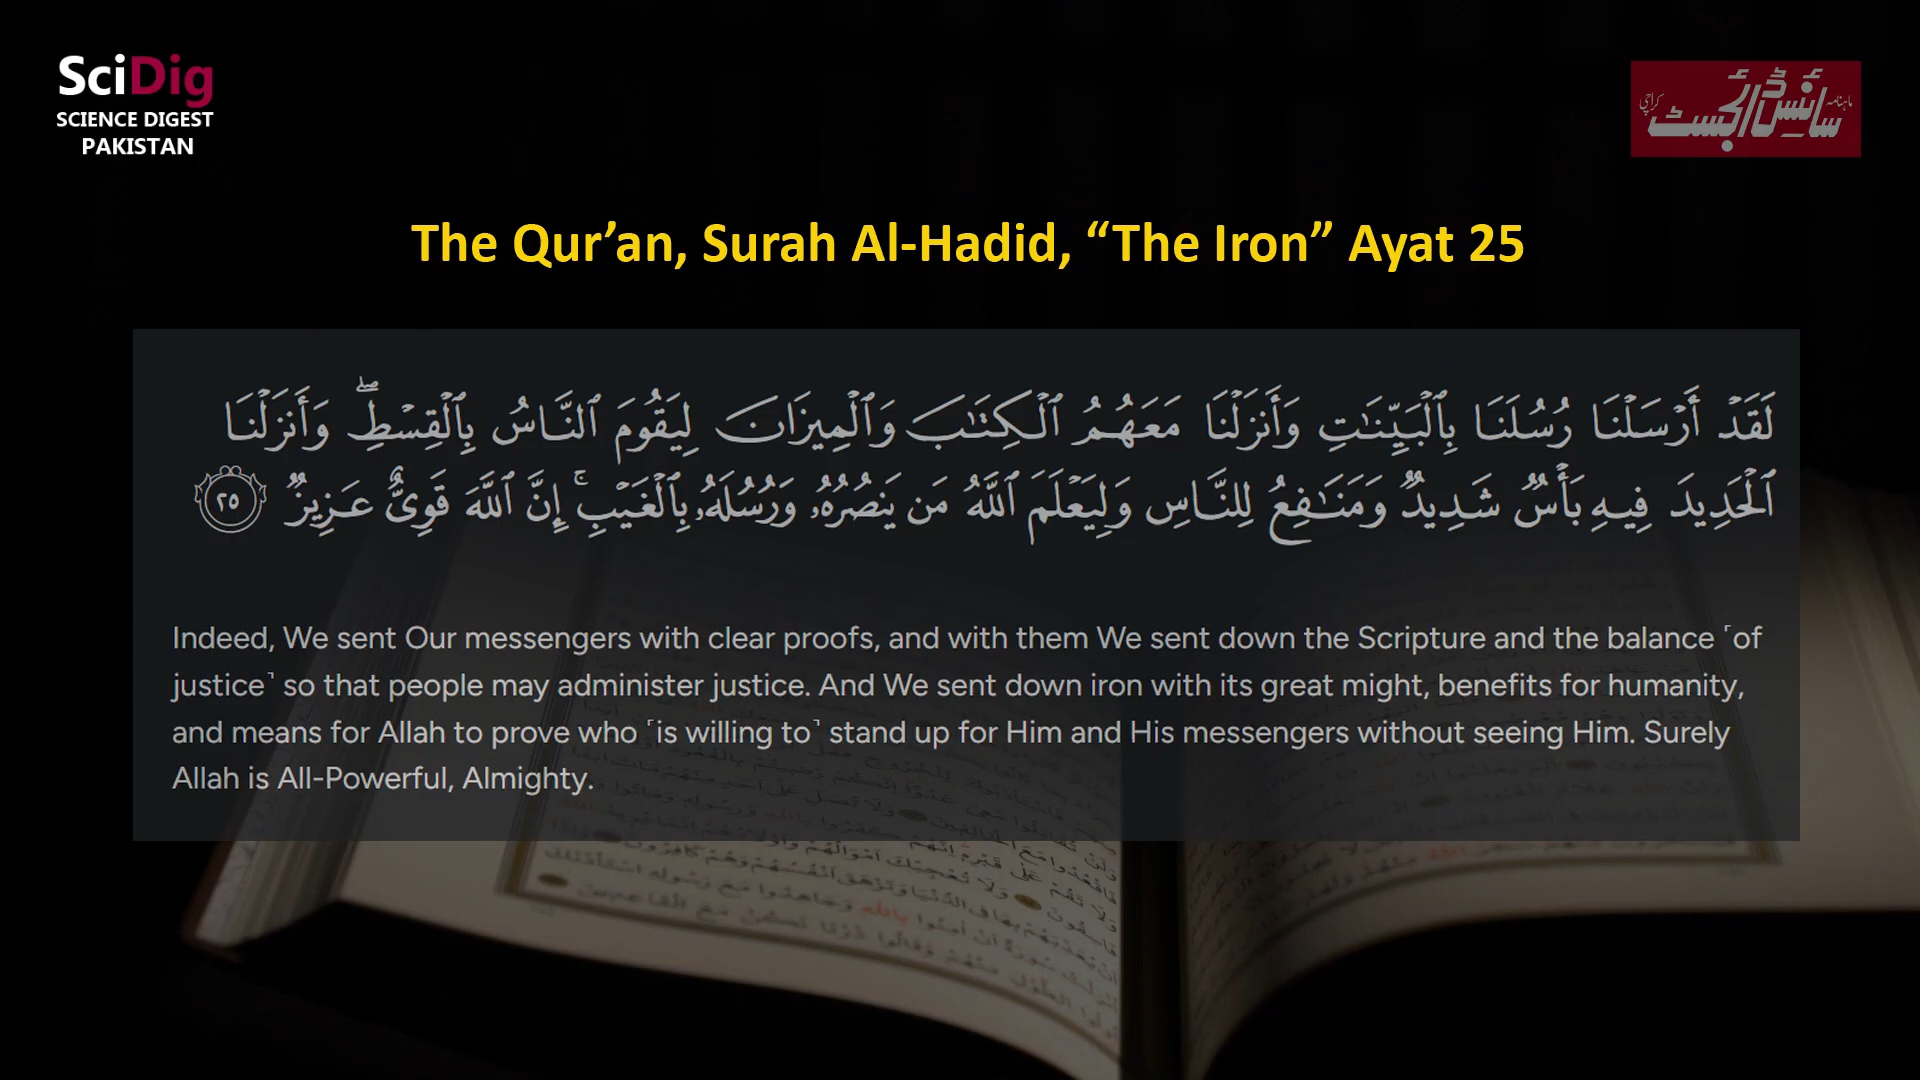 SciDig
SCIENCE DIGEST
PAKISTAN
ماہنامہ سائنس ڈائجسٹ کراچی
The Qur’an, Surah Al-Hadid, “The Iron” Ayat 25
لَقَدْ أَرْسَلْنَا رُسُلَنَا بِٱلْبَيِّنَـٰتِ وَأَنزَلْنَا مَعَهُمُ ٱلْكِتَـٰبَ وَٱلْمِيزَانَ لِيَقُومَ ٱلنَّاسُ بِٱلْقِسْطِ ۖ وَأَنزَلْنَا
ٱلْحَدِيدَ فِيهِ بَأْسٌ شَدِيدٌ وَمَنَـٰفِعُ لِلنَّاسِ وَلِيَعْلَمَ ٱللَّهُ مَن يَنصُرُهُۥ وَرُسُلَهُۥ بِٱلْغَيْبِ ۚ إِنَّ ٱللَّهَ قَوِىٌّ عَزِيزٌ ٢٥
Indeed, We sent Our messengers with clear proofs, and with them We sent down the Scripture and the balance ˹of
justice˺ so that people may administer justice. And We sent down iron with its great might, benefits for humanity,
and means for Allah to prove who ˹is willing to˺ stand up for Him and His messengers without seeing Him. Surely
Allah is All-Powerful, Almighty.